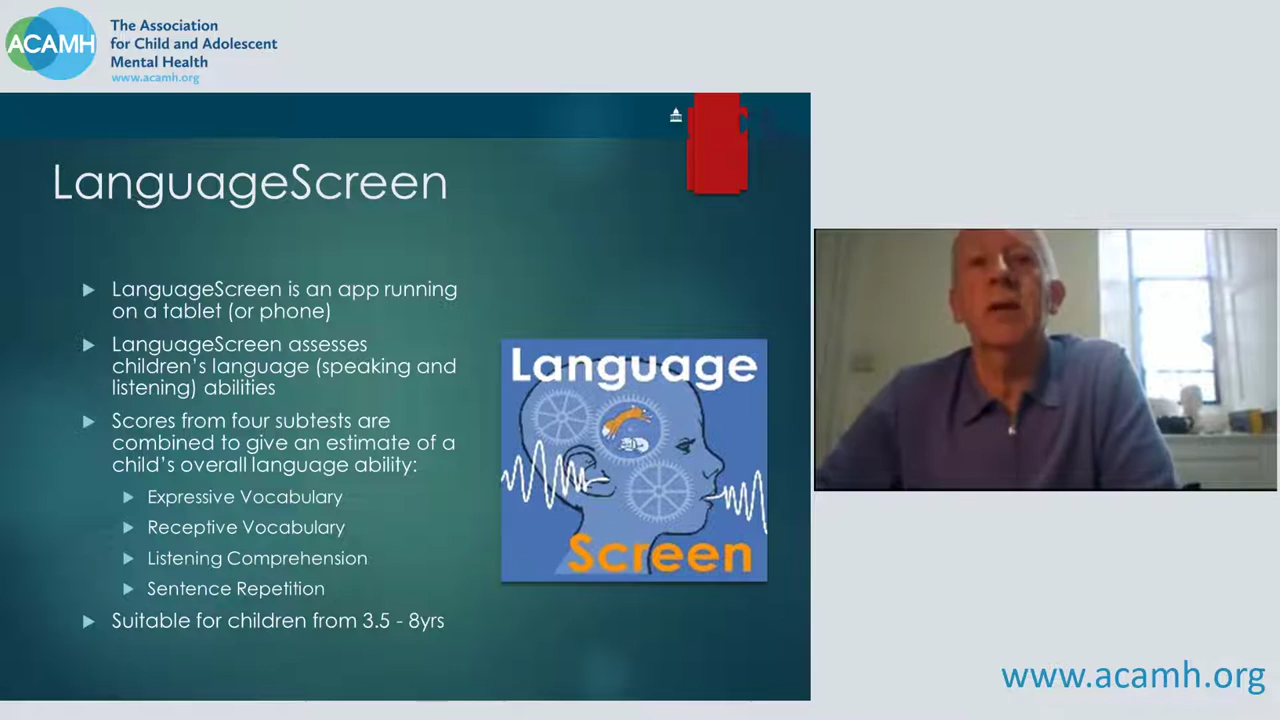 ACAMH
The Association
for Child and Adolescent
Mental Health
www.acamh.org
LanguageScreen
LanguageScreen is an app running
on a tablet (or phone)
LanguageScreen assesses
children's language (speaking and
listening) abilities
Scores from four subtests are
combined to give an estimate of a
child's overall language ability:
Expressive Vocabulary
Receptive Vocabulary
Listening Comprehension
Sentence Repetition
Suitable for children from 3.5 - 8yrs
Language
Screen
www.acamh.org